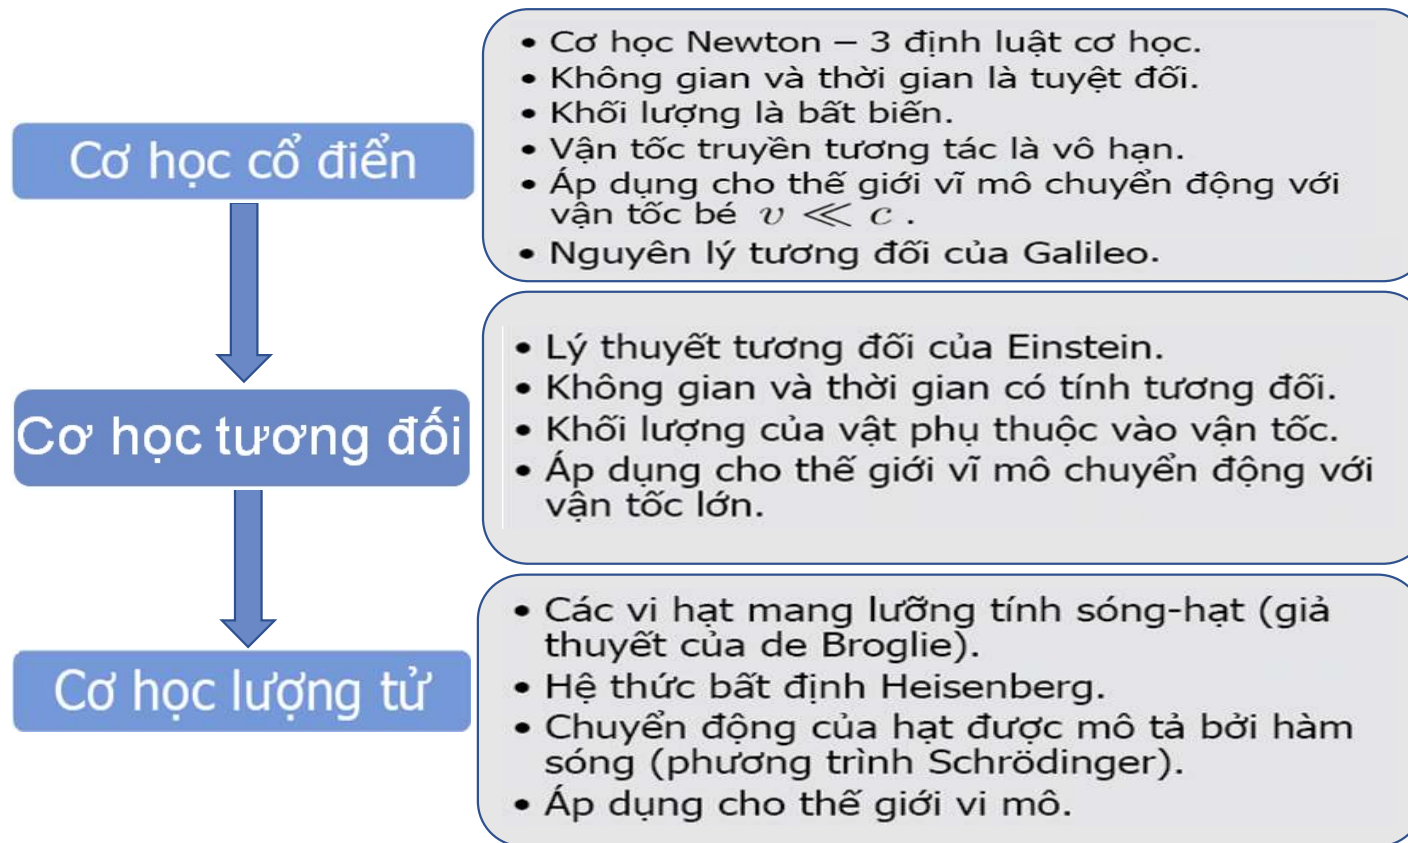 Cơ học cổ điển
• Cơ học Newton – 3 định luật cơ học.
• Không gian và thời gian là tuyệt đối.
• Khối lượng là bất biến.
• Vận tốc truyền tương tác là vô hạn.
• Áp dụng cho thế giới vĩ mô chuyển động với
vận tốc bé v ≪ c .
• Nguyên lý tương đối của Galileo.
Cơ học tương đối
• Lý thuyết tương đối của Einstein.
• Không gian và thời gian có tính tương đối.
• Khối lượng của vật phụ thuộc vào vận tốc.
• Áp dụng cho thế giới vĩ mô chuyển động với
vận tốc lớn.
Cơ học lượng tử
• Các vi hạt mang lưỡng tính sóng-hạt (giả
thuyết của de Broglie).
• Hệ thức bất định Heisenberg.
• Chuyển động của hạt được mô tả bởi hàm
sóng (phương trình Schrödinger).
• Áp dụng cho thế giới vi mô.